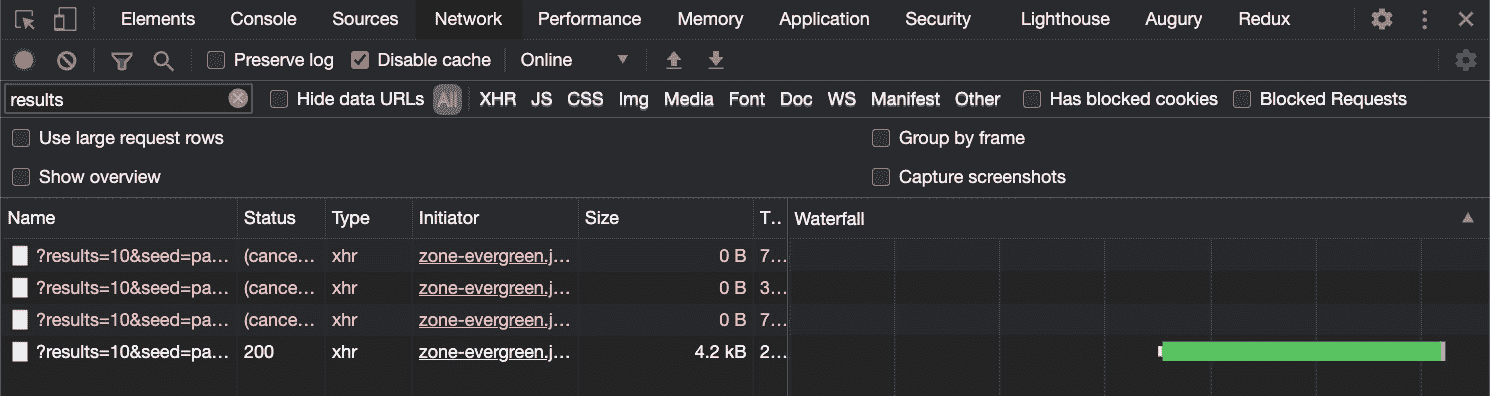 Elements Console Sources Network Performance Memory Application Security Lighthouse Augury Redux
Preserve log Disable cache Online
results Hide data URLs All XHR JS CSS Img Media Font Doc WS Manifest Other Has blocked cookies Blocked Requests
Use large request rows Group by frame
Show overview Capture screenshots
Name Status Type Initiator Size T.. Waterfall
?results=10&seed=pa... (cance... xhr zone-evergreen.j... 0 B 7...
?results=10&seed=pa... (cance... xhr zone-evergreen.j... 0 B 3...
?results=10&seed=pa... (cance... xhr zone-evergreen.j... 0 B 7...
?results=10&seed=pa... 200 xhr zone-evergreen.j... 4.2 kB 2...